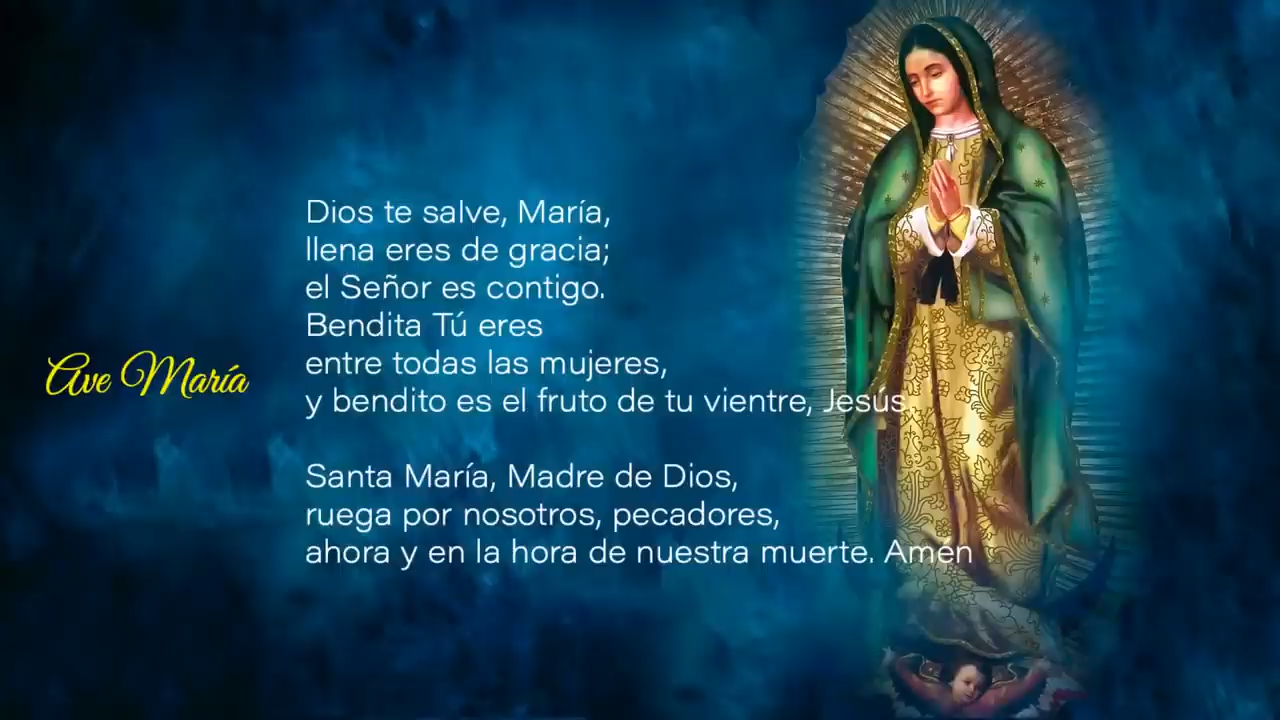 Ave María
Dios te salve, María,
llena eres de gracia;
el Señor es contigo.
Bendita Tú eres
entre todas las mujeres,
y bendito es el fruto de tu vientre, Jesús
Santa María, Madre de Dios,
ruega por nosotros, pecadores,
ahora y en la hora de nuestra muerte. Amén